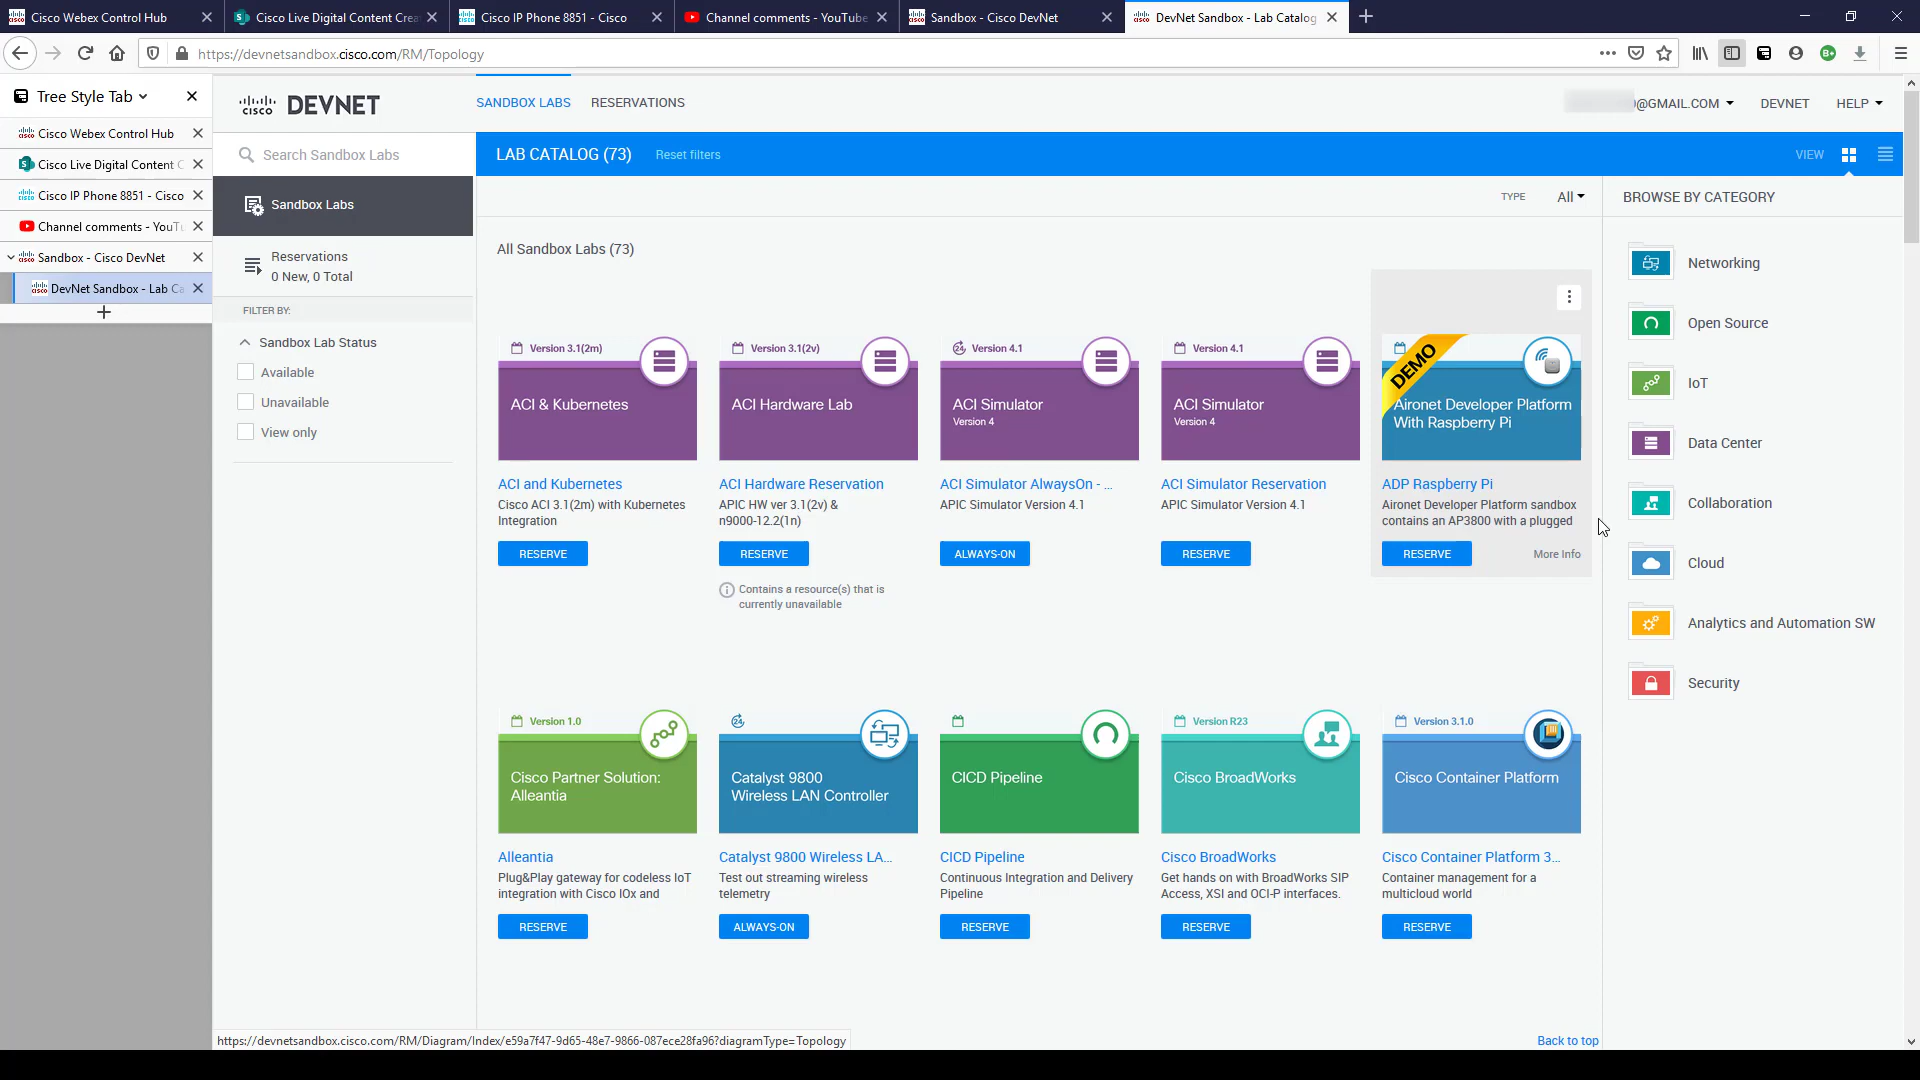 Cisco Webex Control Hub
Cisco Live Digital Content Crea
Cisco IP Phone 8851 - Cisco
Channel comments - YouTube
Sandbox - Cisco DevNet
DevNet Sandbox - Lab Catalog
https://devnetsandbox.cisco.com/RM/Topology
Tree Style Tab
Cisco Webex Control Hub
Cisco Live Digital Content C
Cisco IP Phone 8851 - Cisco
Channel comments - YouTu
Sandbox - Cisco DevNet
DevNet Sandbox - Lab Ca
cisco DEVNET
SANDBOX LABS
RESERVATIONS
@GMAIL.COM
DEVNET
HELP
Search Sandbox Labs
Sandbox Labs
Reservations
0 New, 0 Total
FILTER BY:
Sandbox Lab Status
Available
Unavailable
View only
LAB CATALOG (73)
Reset filters
VIEW
TYPE
All
All Sandbox Labs (73)
Version 3.1(2m)
ACI & Kubernetes
ACI and Kubernetes
Cisco ACI 3.1(2m) with Kubernetes
Integration
RESERVE
Version 3.1(2v)
ACI Hardware Lab
ACI Hardware Reservation
APIC HW ver 3.1(2v) &
n9000-12.2(1n)
RESERVE
Contains a resource(s) that is
currently unavailable
24
Version 4.1
ACI Simulator
Version 4
ACI Simulator AlwaysOn - ...
APIC Simulator Version 4.1
ALWAYS-ON
Version 4.1
ACI Simulator
Version 4
ACI Simulator Reservation
APIC Simulator Version 4.1
RESERVE
DEMO
Aironet Developer Platform
With Raspberry Pi
ADP Raspberry Pi
Aironet Developer Platform sandbox
contains an AP3800 with a plugged
RESERVE
More Info
Version 1.0
Cisco Partner Solution:
Alleantia
Alleantia
Plug&Play gateway for codeless IoT
integration with Cisco IOx and
RESERVE
24
Catalyst 9800
Wireless LAN Controller
Catalyst 9800 Wireless LA...
Test out streaming wireless
telemetry
ALWAYS-ON
CICD Pipeline
CICD Pipeline
Continuous Integration and Delivery
Pipeline
RESERVE
Version R23
Cisco BroadWorks
Cisco BroadWorks
Get hands on with BroadWorks SIP
Access, XSI and OCI-P interfaces.
RESERVE
Version 3.1.0
Cisco Container Platform
Cisco Container Platform 3...
Container management for a
multicloud world
RESERVE
BROWSE BY CATEGORY
Networking
Open Source
IoT
Data Center
Collaboration
Cloud
Analytics and Automation SW
Security
https://devnetsandbox.cisco.com/RM/Diagram/Index/e59a7f47-9d65-48e7-9866-087ece28fa96?diagramType=Topology
Back to top